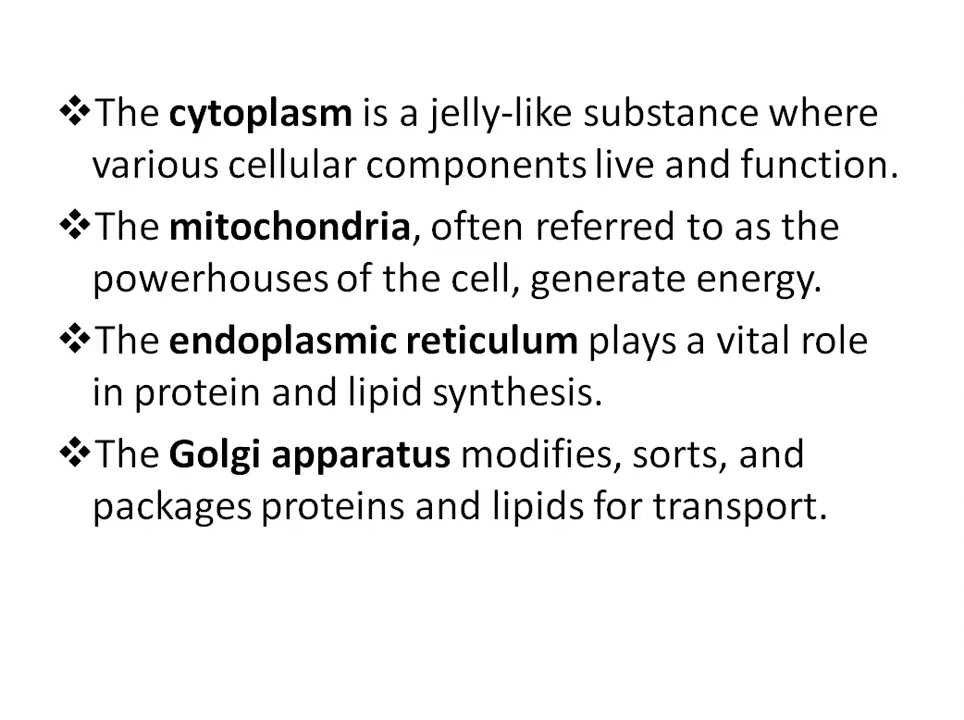 ❖The cytoplasm is a jelly-like substance where
various cellular components live and function.
❖The mitochondria, often referred to as the
powerhouses of the cell, generate energy.
❖The endoplasmic reticulum plays a vital role
in protein and lipid synthesis.
❖The Golgi apparatus modifies, sorts, and
packages proteins and lipids for transport.